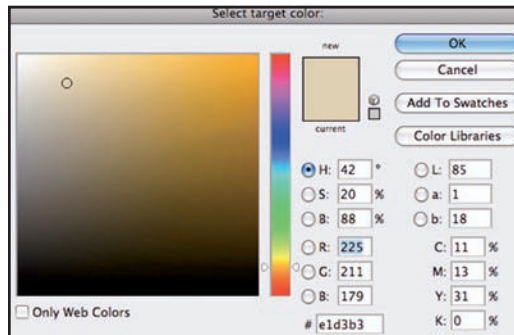 Select target color:
new
current
OK
Cancel
Add To Swatches
Color Libraries
H: 42 °
S: 20 %
B: 88 %
R: 225
G: 211
B: 179
# e1d3b3
L: 85
a: 1
b: 18
C: 11 %
M: 13 %
Y: 31 %
K: 0 %
Only Web Colors